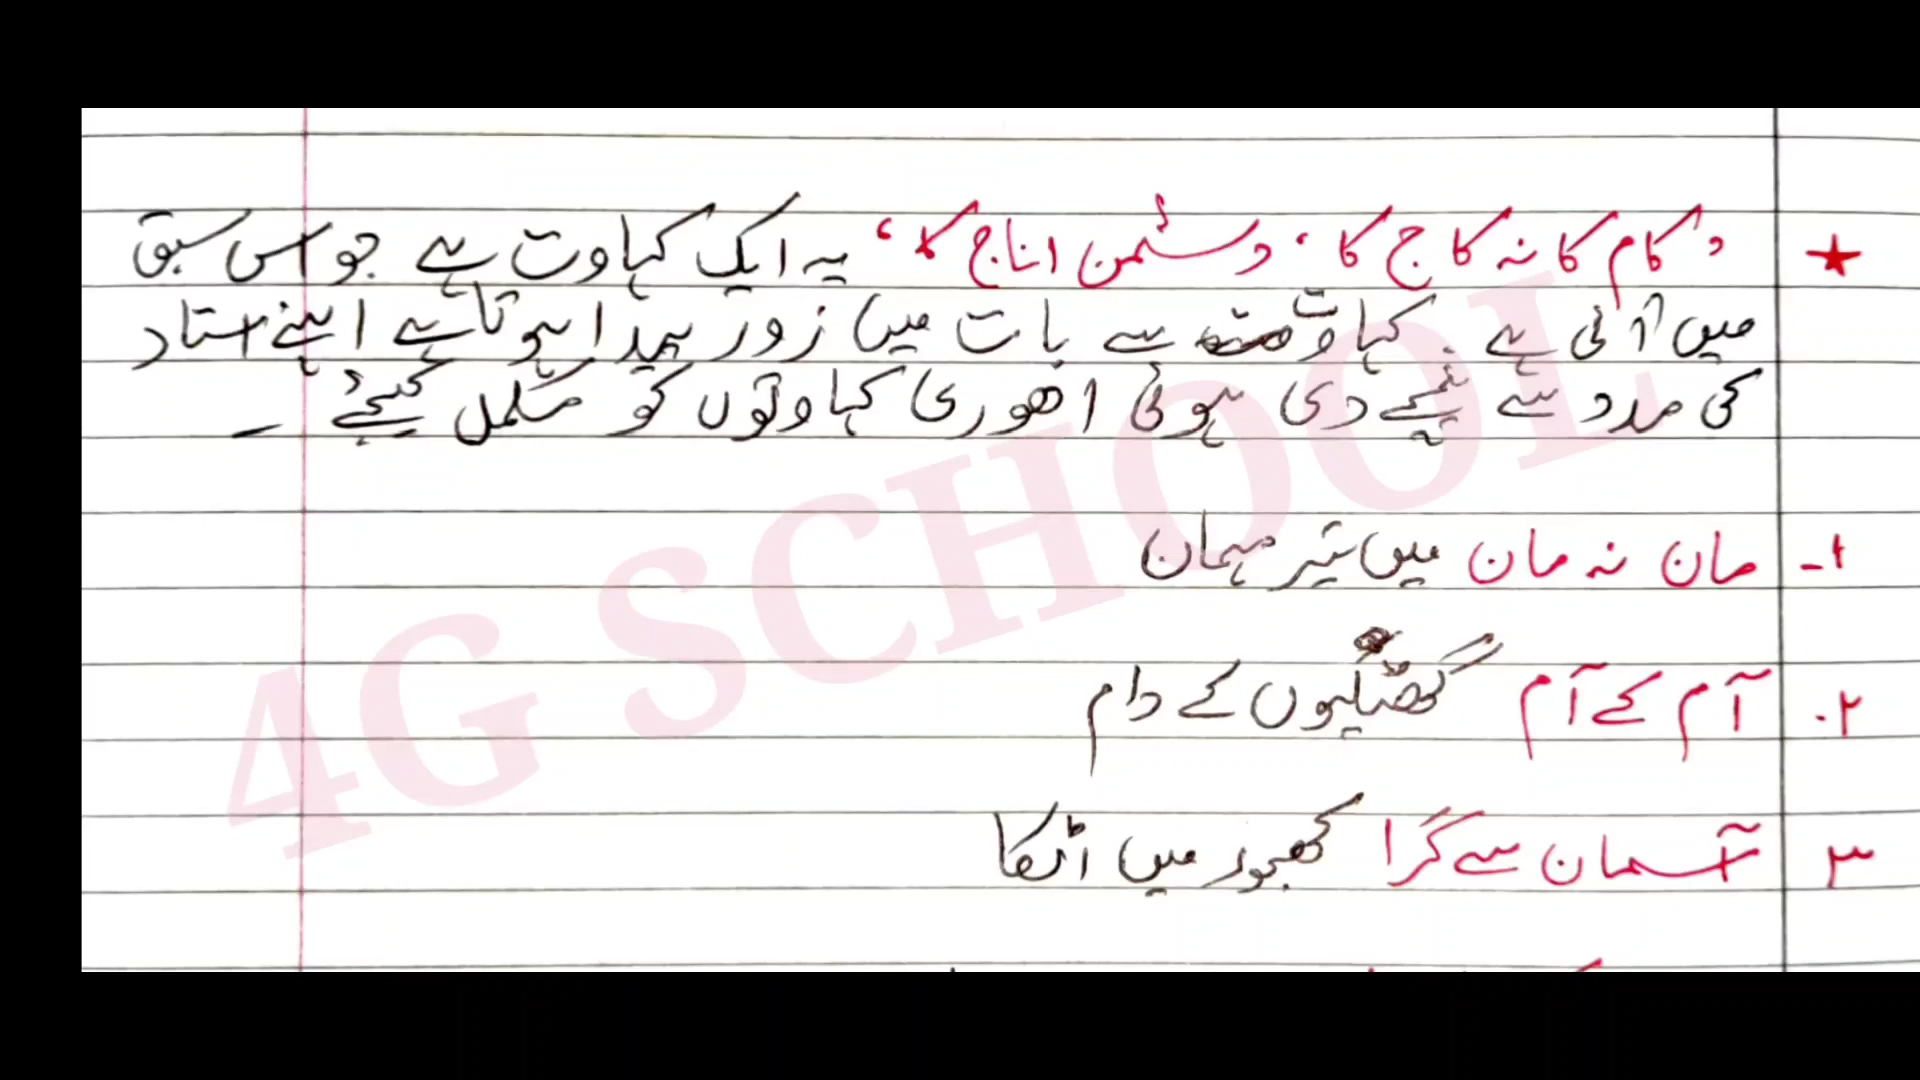 ★ ’کام کا نہ کاج کا، دشمن اناج کا‘ یہ ایک کہاوت ہے جو اس سبق
میں آئی ہے۔ کہاوت سے بات میں زور پیدا ہوتا ہے اپنے استاد
کی مدد سے نیچے دی ہوئی ادھوری کہاوتوں کو مکمل کیجئے ۔
۱۔ مان نہ مان میں تیر مہمان
۲۔ آم کے آم گٹھلیوں کے دام
۳ آسمان سے گرا کھجور میں اٹکا
4G SCHOOL